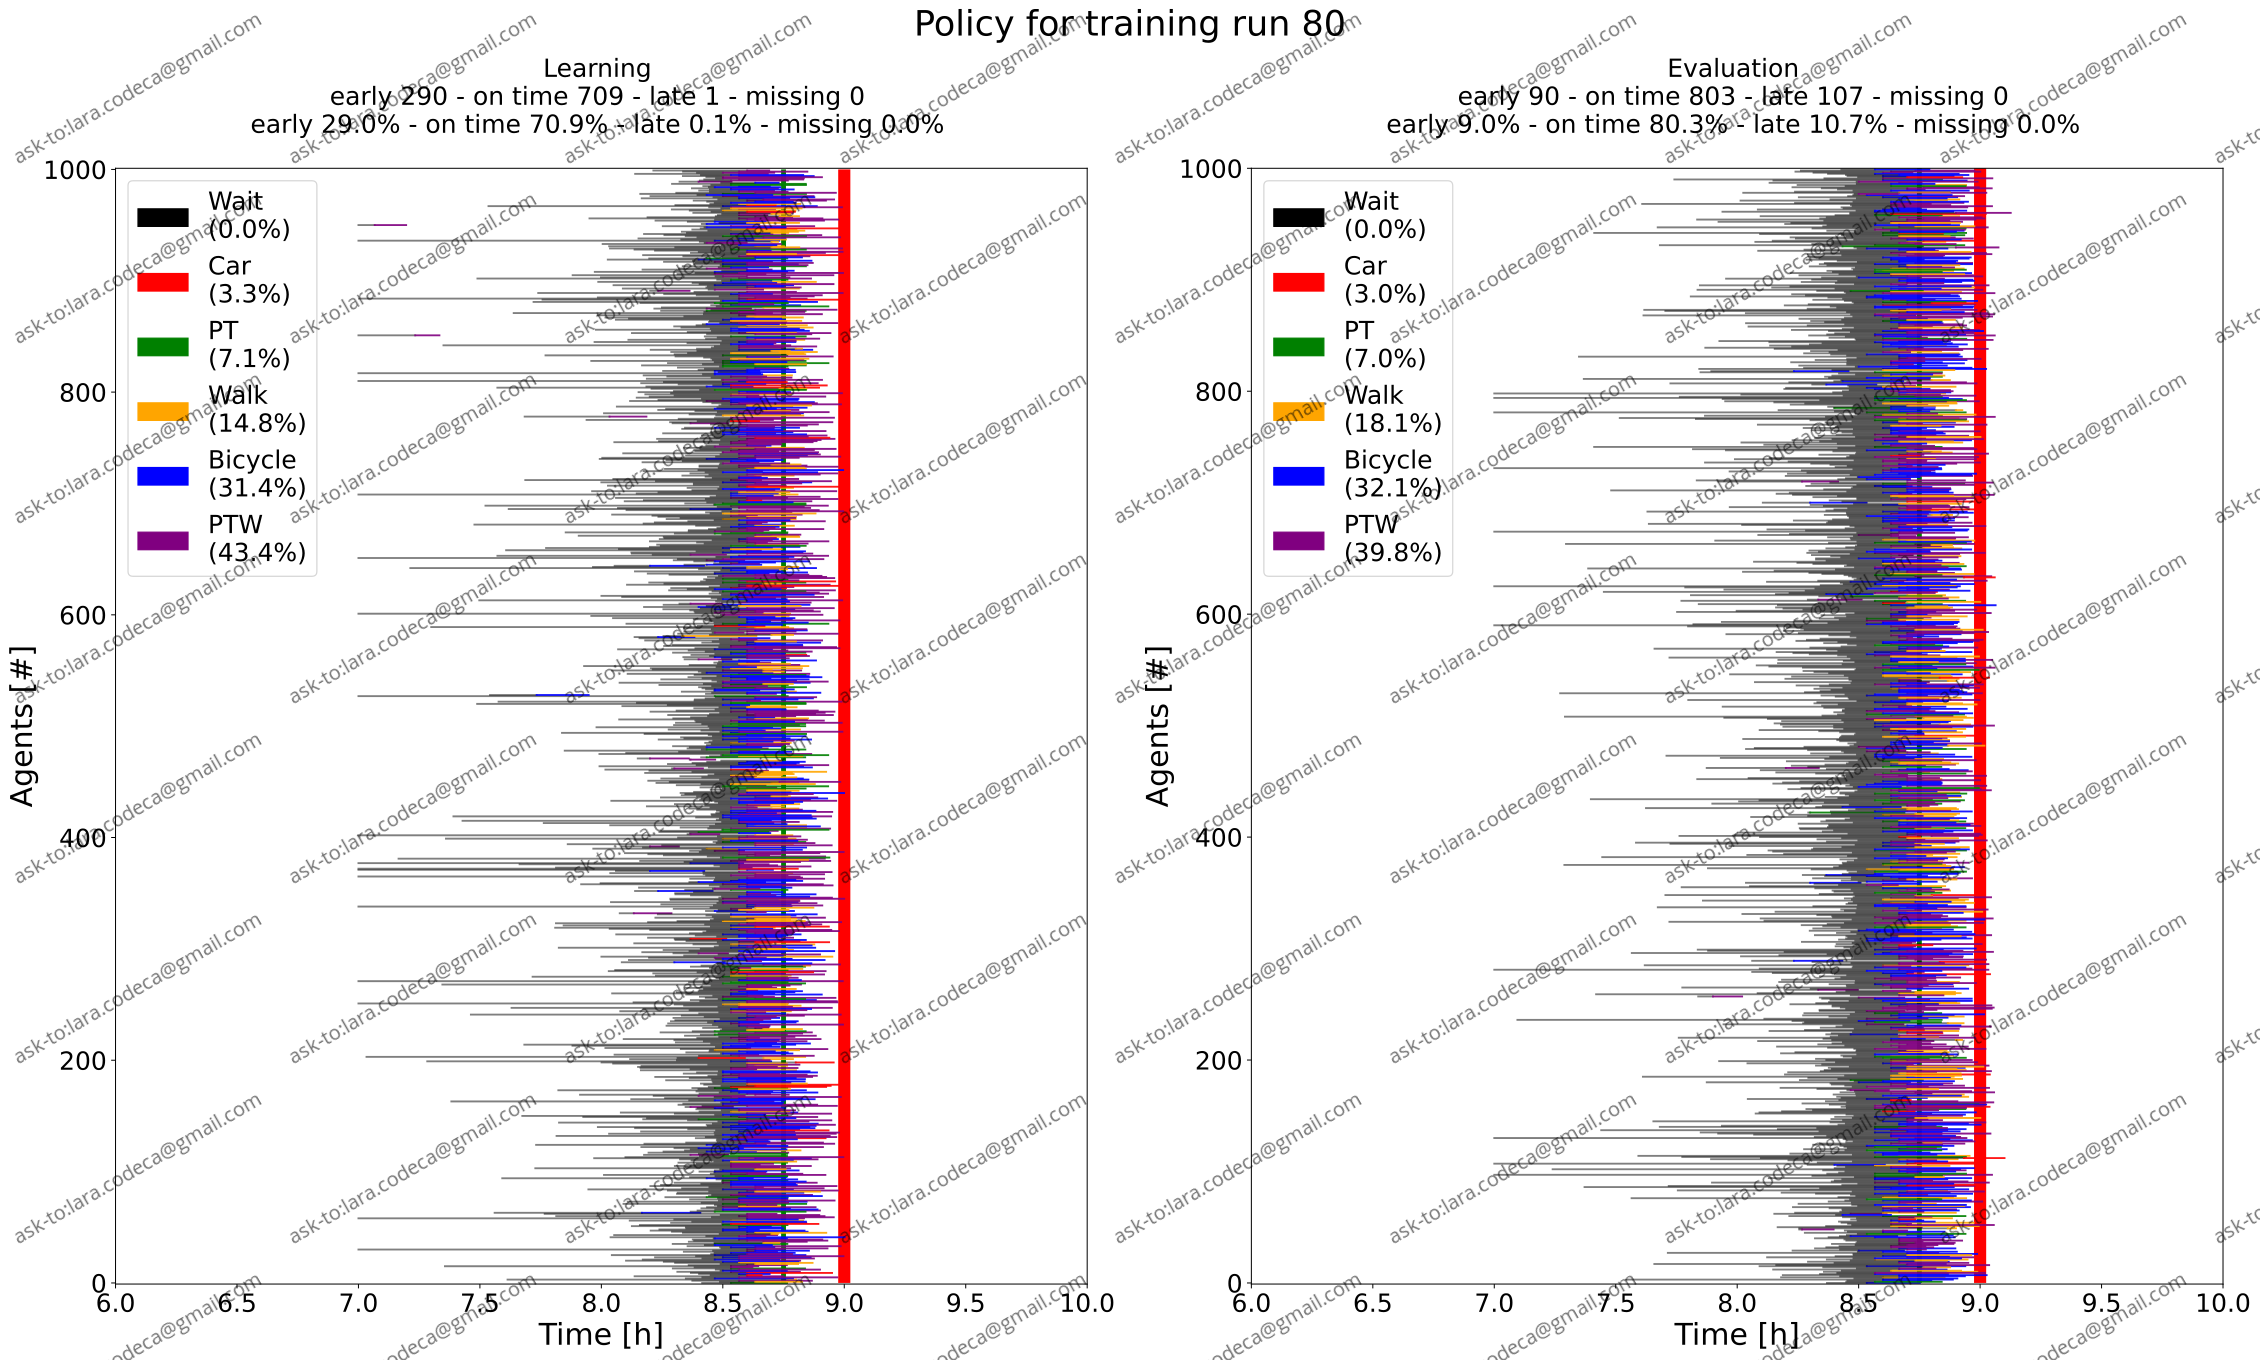 Policy for training run 80
Learning
early 290 - on time 709 - late 1 - missing 0
early 29.0% - on time 70.9% - late 0.1% - missing 0.0%
1000
800
600
400
200
0
Agents [#]
Wait
(0.0%)
Car
(3.3%)
PT
(7.1%)
Walk
(14.8%)
Bicycle
(31.4%)
PTW
(43.4%)
6.0 6.5 7.0 7.5 8.0 8.5 9.0 9.5 10.0
Time [h]
Evaluation
early 90 - on time 803 - late 107 - missing 0
early 9.0% - on time 80.3% - late 10.7% - missing 0.0%
1000
800
600
400
200
0
Agents [#]
Wait
(0.0%)
Car
(3.0%)
PT
(7.0%)
Walk
(18.1%)
Bicycle
(32.1%)
PTW
(39.8%)
6.0 6.5 7.0 7.5 8.0 8.5 9.0 9.5 10.0
Time [h]
ask-to:lara.codeca@gmail.com